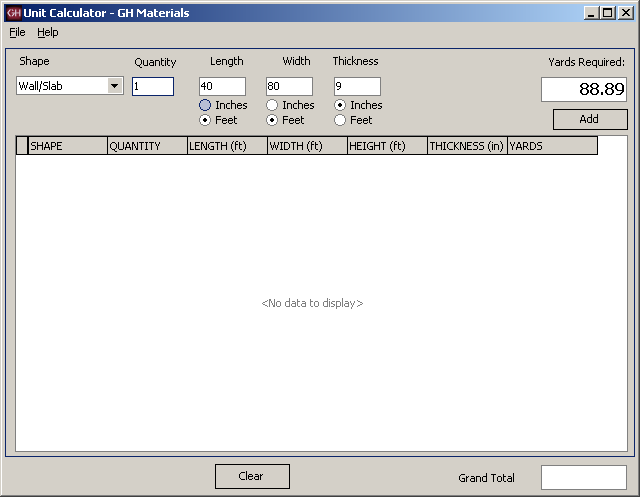 GH Unit Calculator - GH Materials
File Help
Shape Quantity Length Width Thickness Yards Required:
Wall/Slab 1 40 80 9 88.89
Inches Inches Inches
Feet Feet Feet Add
SHAPE QUANTITY LENGTH (ft) WIDTH (ft) HEIGHT (ft) THICKNESS (in) YARDS
<No data to display>
Clear Grand Total